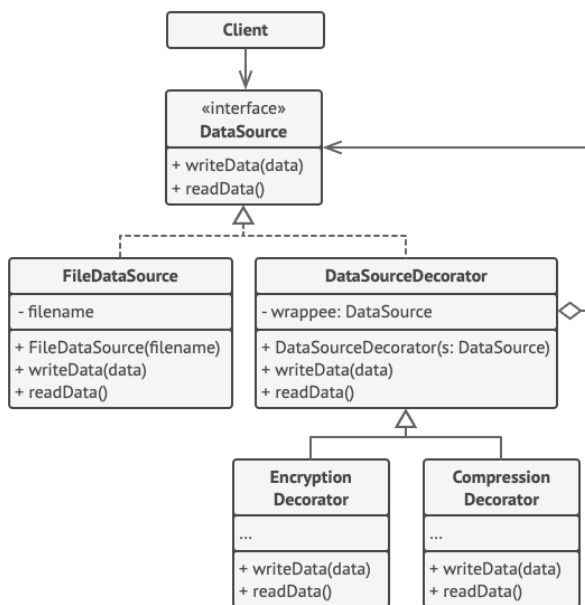 Client
«interface»
DataSource
+ writeData(data)
+ readData()
FileDataSource
- filename
+ FileDataSource(filename)
+ writeData(data)
+ readData()
DataSourceDecorator
- wrappee: DataSource
+ DataSourceDecorator(s: DataSource)
+ writeData(data)
+ readData()
Encryption
Decorator
...
+ writeData(data)
+ readData()
Compression
Decorator
...
+ writeData(data)
+ readData()